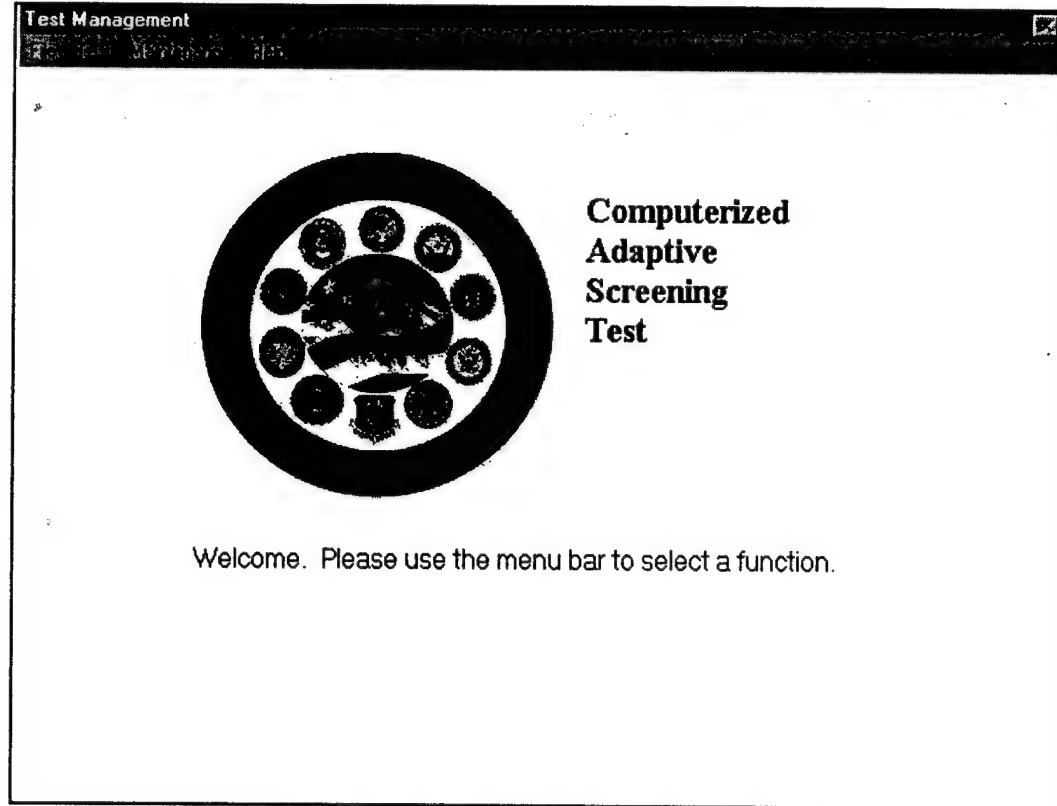 Test Management
Computerized
Adaptive
Screening
Test
Welcome.  Please use the menu bar to select a function.